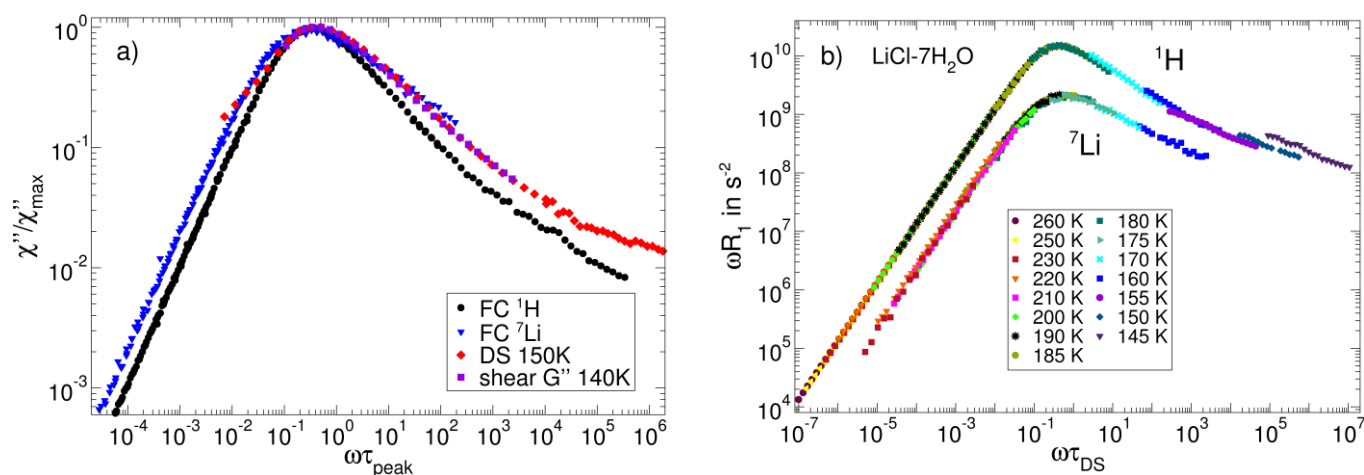 a)
χ''/χ''max
10^0
10^-1
10^-2
10^-3
10^-4 10^-3 10^-2 10^-1 10^0 10^1 10^2 10^3 10^4 10^5 10^6
ωτpeak
FC ^1H
FC ^7Li
DS 150K
shear G'' 140K
b) LiCl-7H₂O
^1H
^7Li
ωR₁ in s^-2
10^10
10^9
10^8
10^7
10^6
10^5
10^4
10^-7 10^-5 10^-3 10^-1 10^1 10^3 10^5 10^7
ωτDS
260 K
250 K
230 K
220 K
210 K
200 K
190 K
185 K
180 K
175 K
170 K
160 K
155 K
150 K
145 K